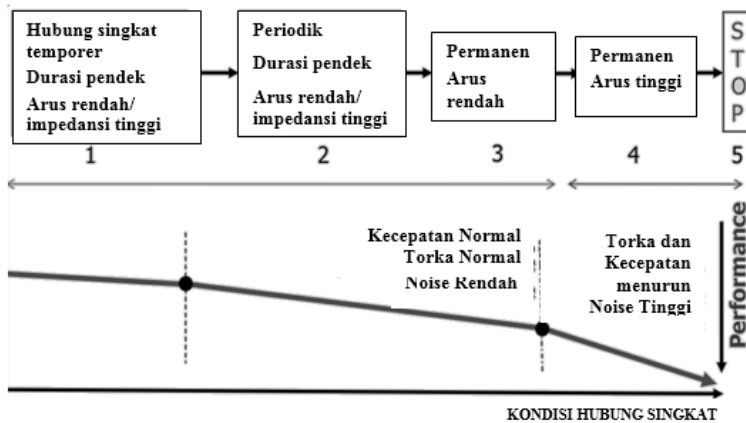 Hubung singkat
temporer
Durasi pendek
Arus rendah/
impedansi tinggi
Periodik
Durasi pendek
Arus rendah/
impedansi tinggi
Permanen
Arus
rendah
Permanen
Arus tinggi
STOP
1
2
3
4
5
Kecepatan Normal
Torka Normal
Noise Rendah
Torka dan
Kecepatan
menurun
Noise Tinggi
Performance
KONDISI HUBUNG SINGKAT